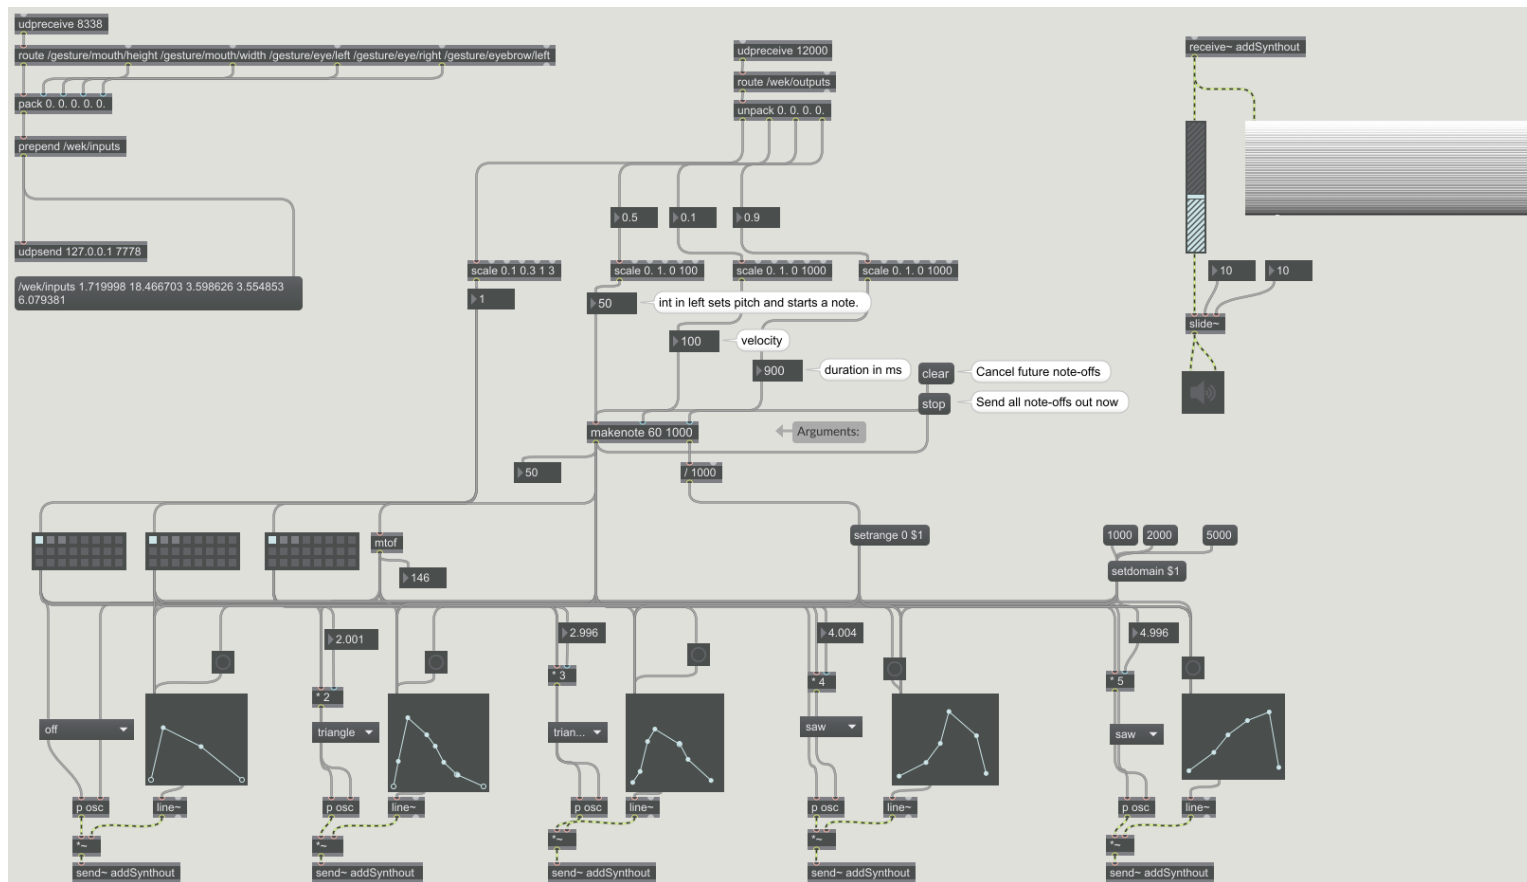 udpreceive 8338
route /gesture/mouth/height /gesture/mouth/width /gesture/eye/left /gesture/eye/right /gesture/eyebrow/left
pack 0. 0. 0. 0. 0.
prepend /wek/inputs
udpsend 127.0.0.1 7778
/wek/inputs 1.719998 18.466703 3.598626 3.554853
6.079381
udpreceive 12000
route /wek/outputs
unpack 0. 0. 0. 0.
0.5
0.1
0.9
scale 0.1 0.3 1 3
scale 0. 1. 0 100
scale 0. 1. 0 1000
scale 0. 1. 0 1000
1
50
int in left sets pitch and starts a note.
100
velocity
900
duration in ms
clear
Cancel future note-offs
stop
Send all note-offs out now
makenote 60 1000
Arguments:
50
/ 1000
receive~ addSynthout
10
10
slide~
mtof
146
setrange 0 $1
1000
2000
5000
setdomain $1
2.001
2.996
4.004
4.996
* 2
* 3
* 4
* 5
off
triangle
trian...
saw
saw
p osc
line~
p osc
line~
p osc
line~
p osc
line~
p osc
line~
*~
*~
*~
*~
*~
send~ addSynthout
send~ addSynthout
send~ addSynthout
send~ addSynthout
send~ addSynthout